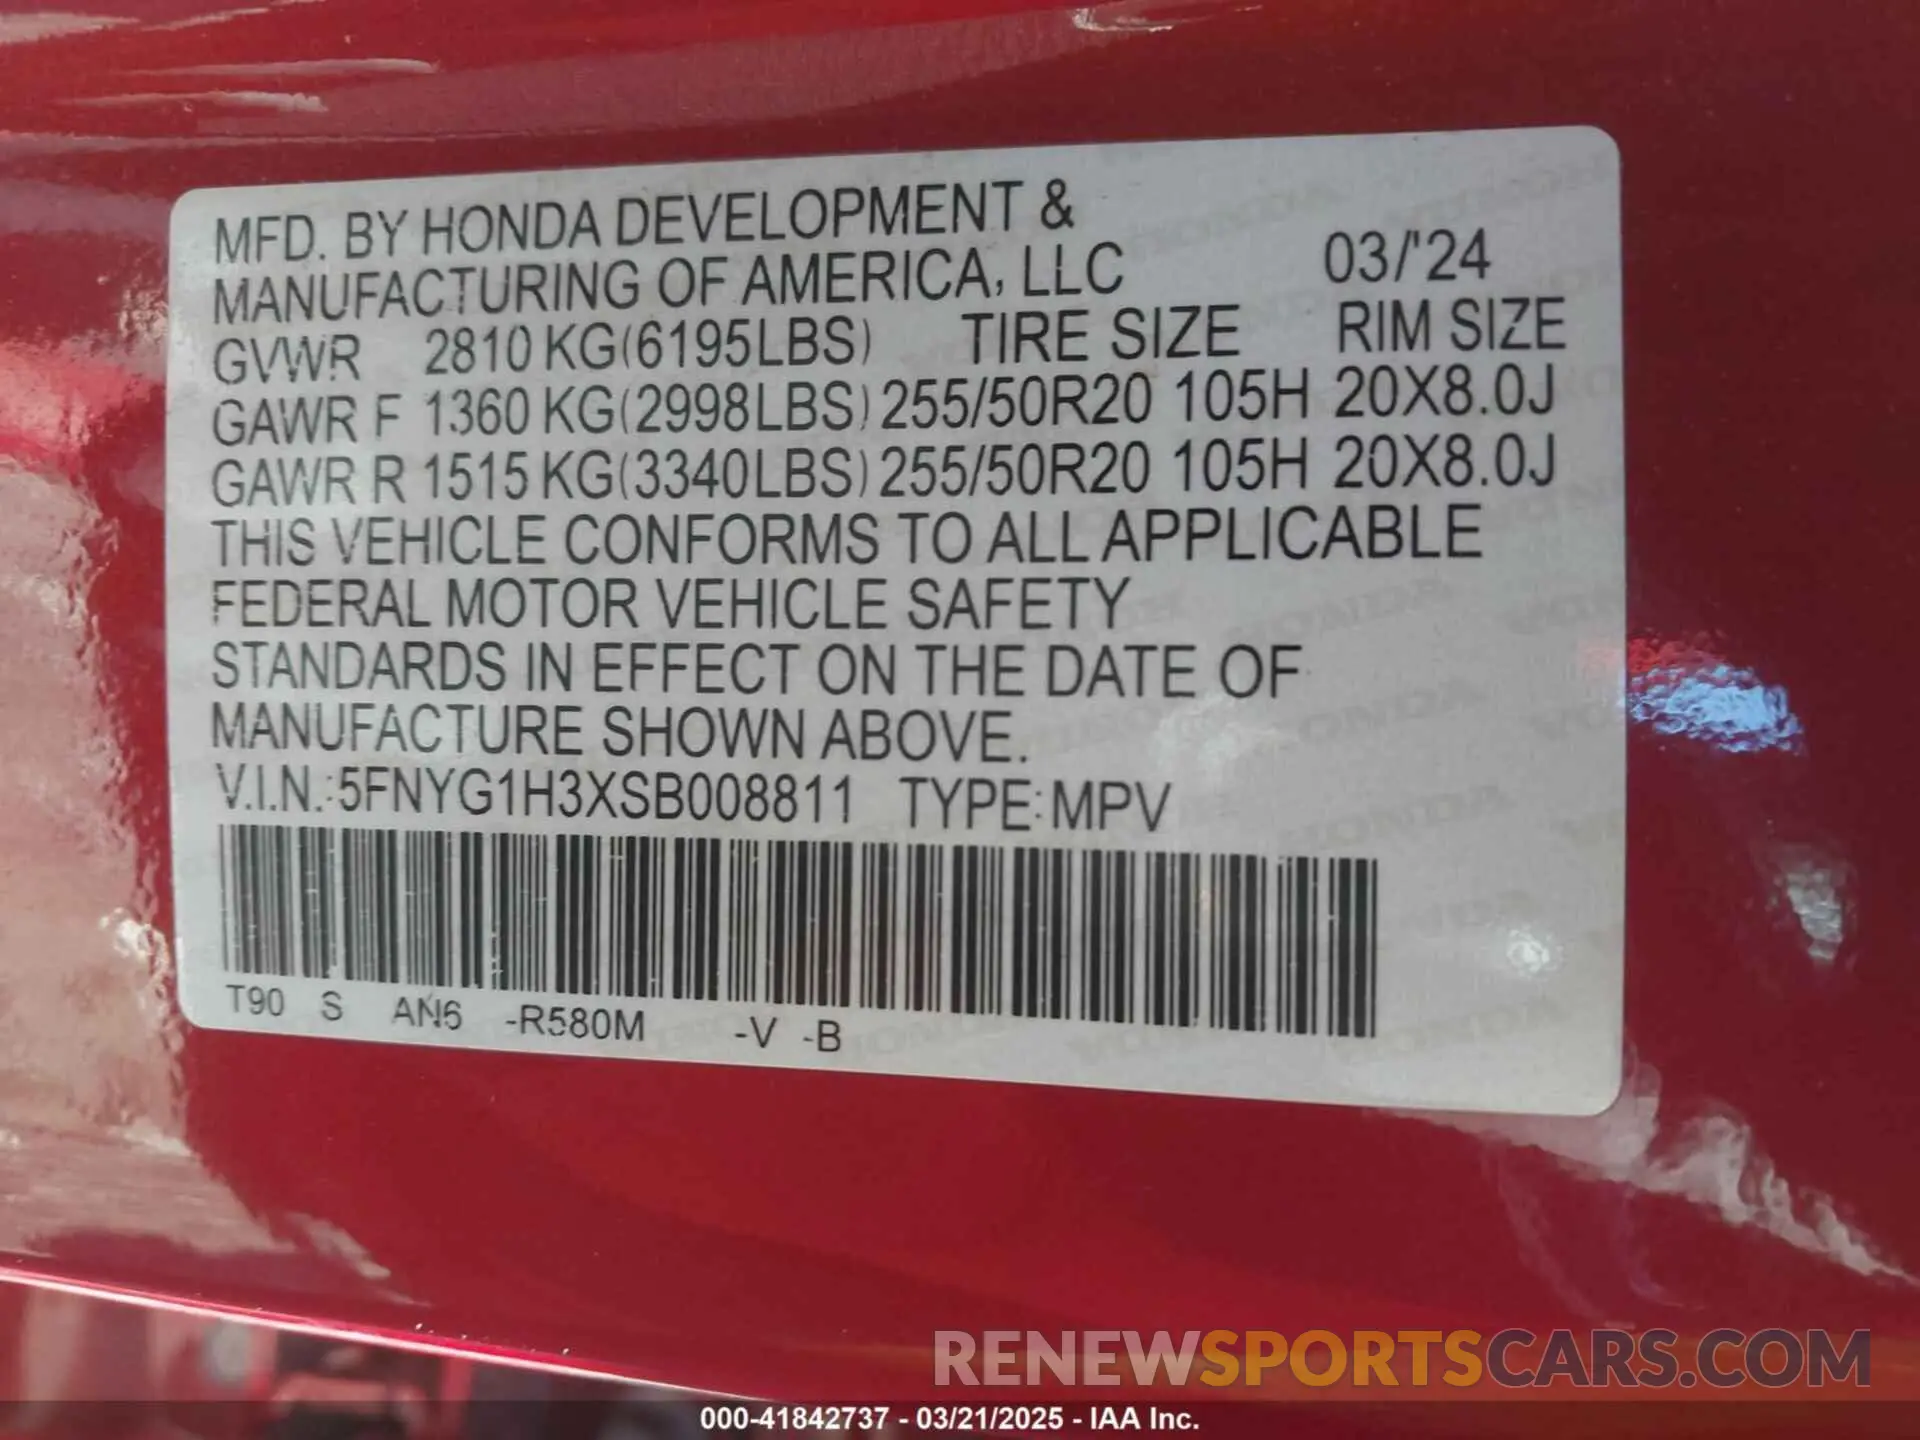 MFD. BY HONDA DEVELOPMENT &
MANUFACTURING OF AMERICA, LLC 03/'24
GVWR 2810 KG(6195LBS) TIRE SIZE RIM SIZE
GAWR F 1360 KG(2998LBS) 255/50R20 105H 20X8.0J
GAWR R 1515 KG(3340LBS) 255/50R20 105H 20X8.0J
THIS VEHICLE CONFORMS TO ALL APPLICABLE
FEDERAL MOTOR VEHICLE SAFETY
STANDARDS IN EFFECT ON THE DATE OF
MANUFACTURE SHOWN ABOVE.
V.I.N.:5FNYG1H3XSB008811 TYPE:MPV
T90 S AN6 -R580M -V -B
RENEWSPORTSCARS.COM
000-41842737 - 03/21/2025 - IAA Inc.